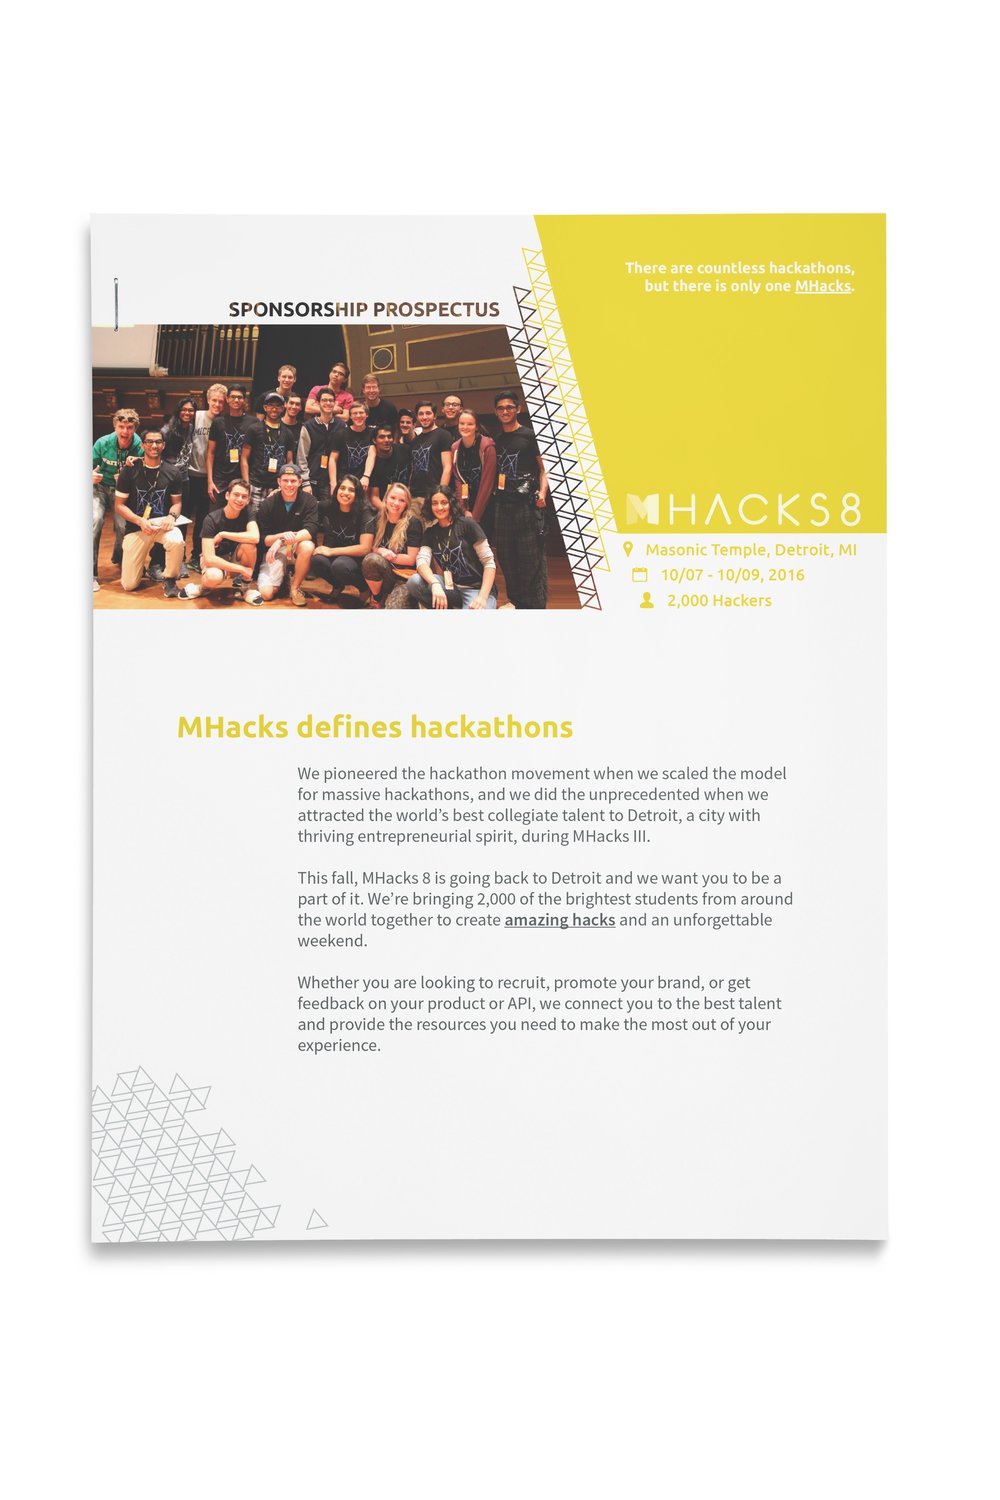 There are countless hackathons,
but there is only one MHacks.
SPONSORSHIP PROSPECTUS
MHACKS8
Masonic Temple, Detroit, MI
10/07 - 10/09, 2016
2,000 Hackers
MHacks defines hackathons
We pioneered the hackathon movement when we scaled the model
for massive hackathons, and we did the unprecedented when we
attracted the world’s best collegiate talent to Detroit, a city with
thriving entrepreneurial spirit, during MHacks III.
This fall, MHacks 8 is going back to Detroit and we want you to be a
part of it. We’re bringing 2,000 of the brightest students from around
the world together to create amazing hacks and an unforgettable
weekend.
Whether you are looking to recruit, promote your brand, or get
feedback on your product or API, we connect you to the best talent
and provide the resources you need to make the most out of your
experience.